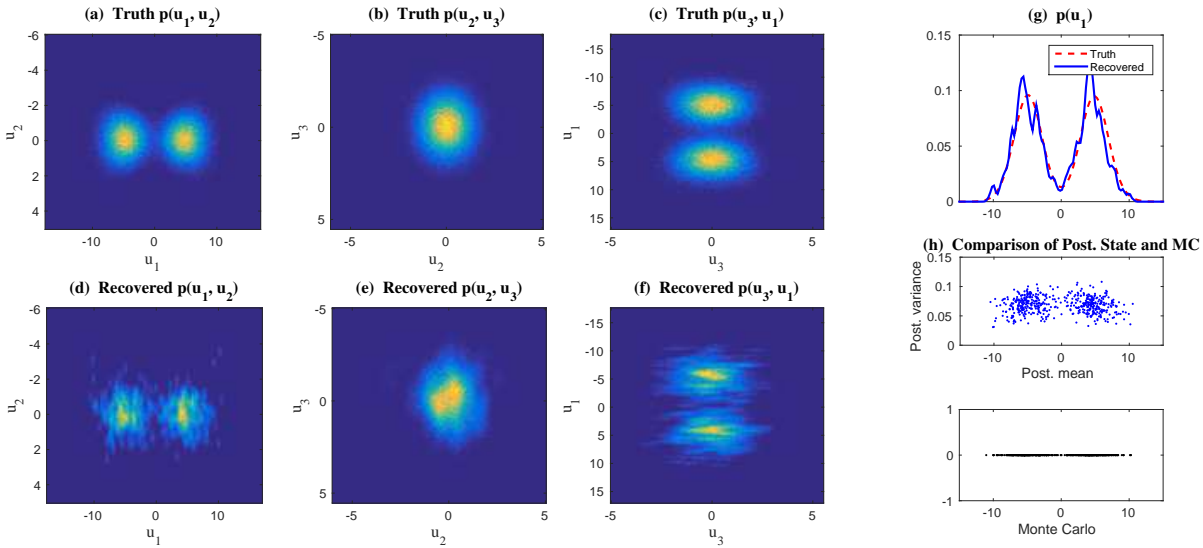 (a) Truth p(u1, u2)
-6
-4
-2
0
2
4
u2
-10
0
10
u1
(b) Truth p(u2, u3)
-5
0
5
u3
-5
0
5
u2
(c) Truth p(u3, u1)
-15
-10
-5
0
5
10
15
u1
-5
0
5
u3
(g) p(u1)
0.15
0.1
0.05
0
Truth
Recovered
-10
0
10
(d) Recovered p(u1, u2)
-6
-4
-2
0
2
4
u2
-10
0
10
u1
(e) Recovered p(u2, u3)
-5
0
5
u3
-5
0
5
u2
(f) Recovered p(u3, u1)
-15
-10
-5
0
5
10
15
u1
-5
0
5
u3
(h) Comparison of Post. State and MC
0.15
0.1
0.05
0
Post. variance
-10
0
10
Post. mean
1
0
-1
-10
0
10
Monte Carlo